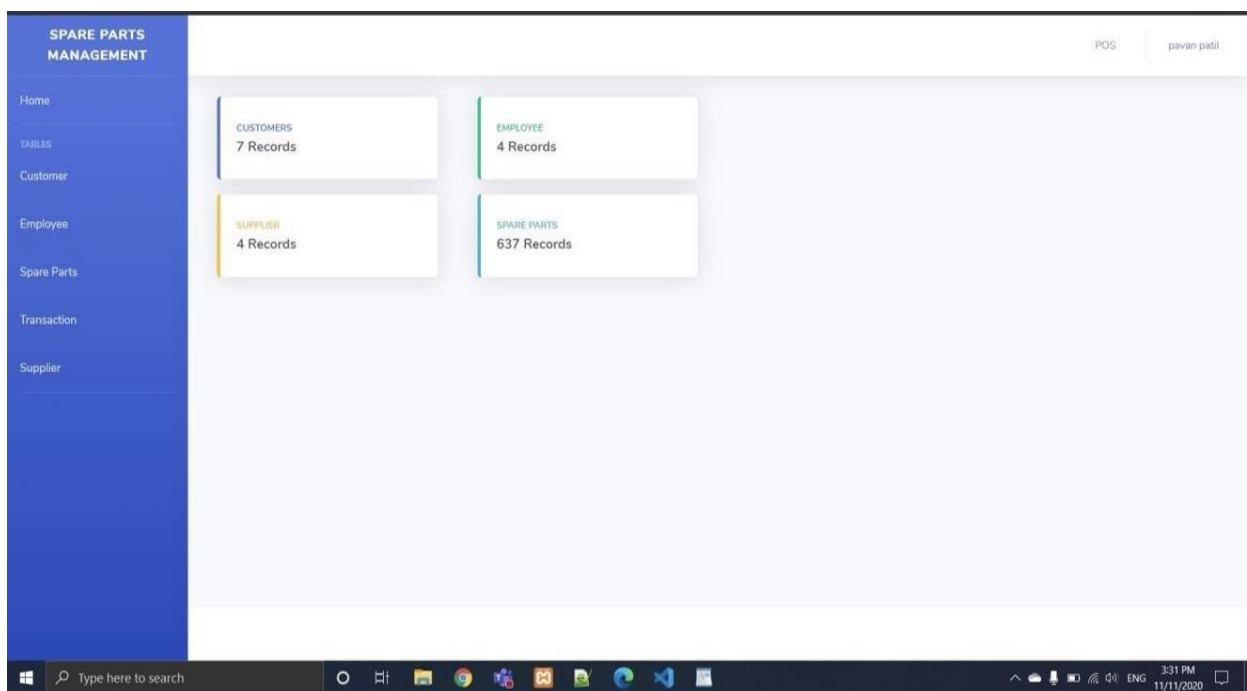 SPARE PARTS
MANAGEMENT
POS
pavan patil
Home
TABLES
Customer
Employee
Spare Parts
Transaction
Supplier
CUSTOMERS
7 Records
EMPLOYEE
4 Records
SUPPLIER
4 Records
SPARE PARTS
637 Records
Type here to search
ENG
3:31 PM
11/11/2020